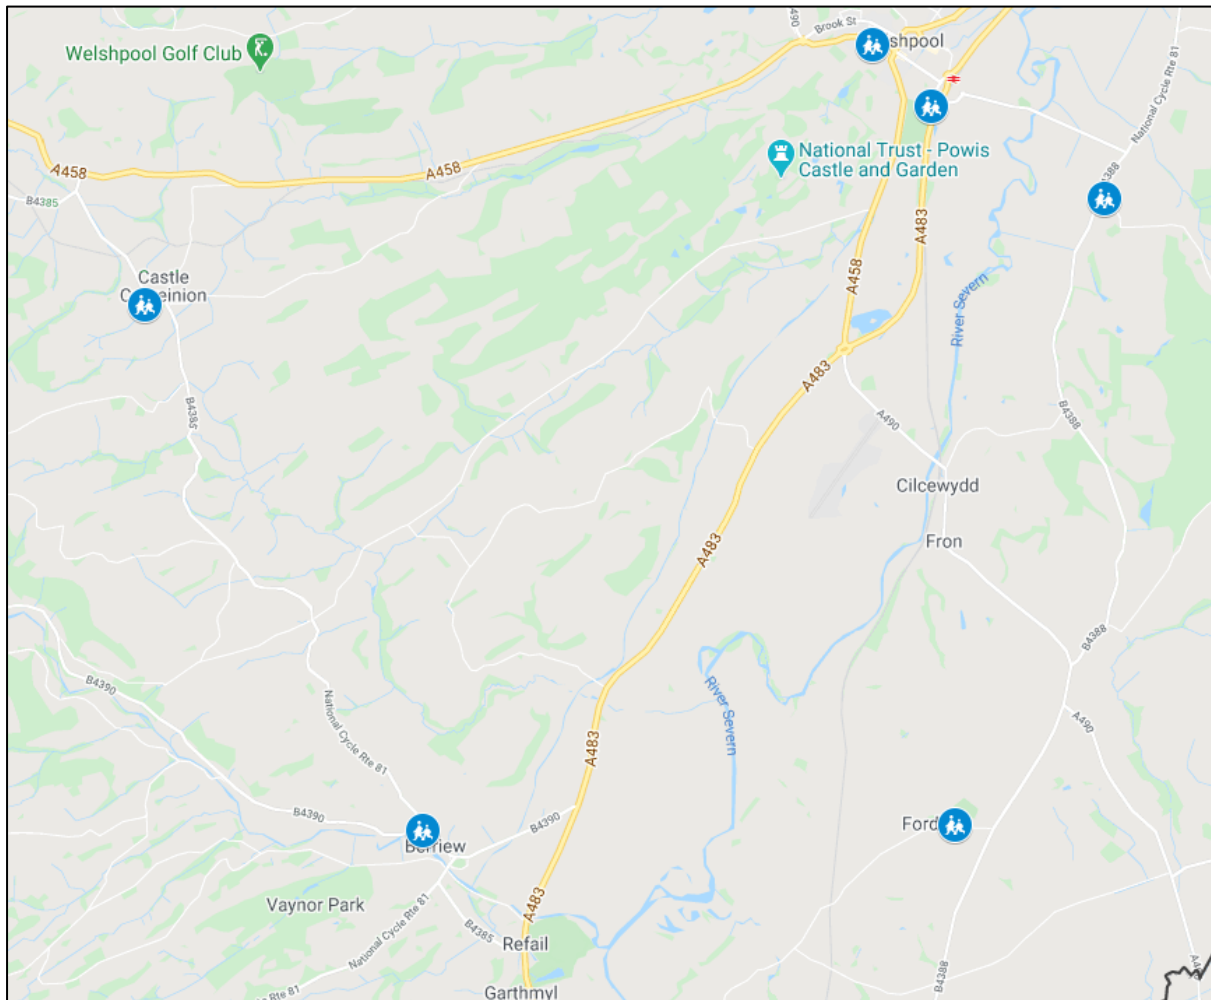 490
Brook St
shpool
Welshpool Golf Club
National Cycle Rte 81
National Trust - Powis
Castle and Garden
A458
A458
B4385
4388
A483
Castle
einion
A458
River Severn
A483
B4385
A490
B4388
Cilcewydd
Fron
A483
B4388
B4390
River Severn
National Cycle Rte 81
A490
A483
B4390
B4390
Ford
Berriew
Vaynor Park
A483
National Cycle Rte 81
B4385
Refail
B4388
Garthmyl
Cycle Rte 81